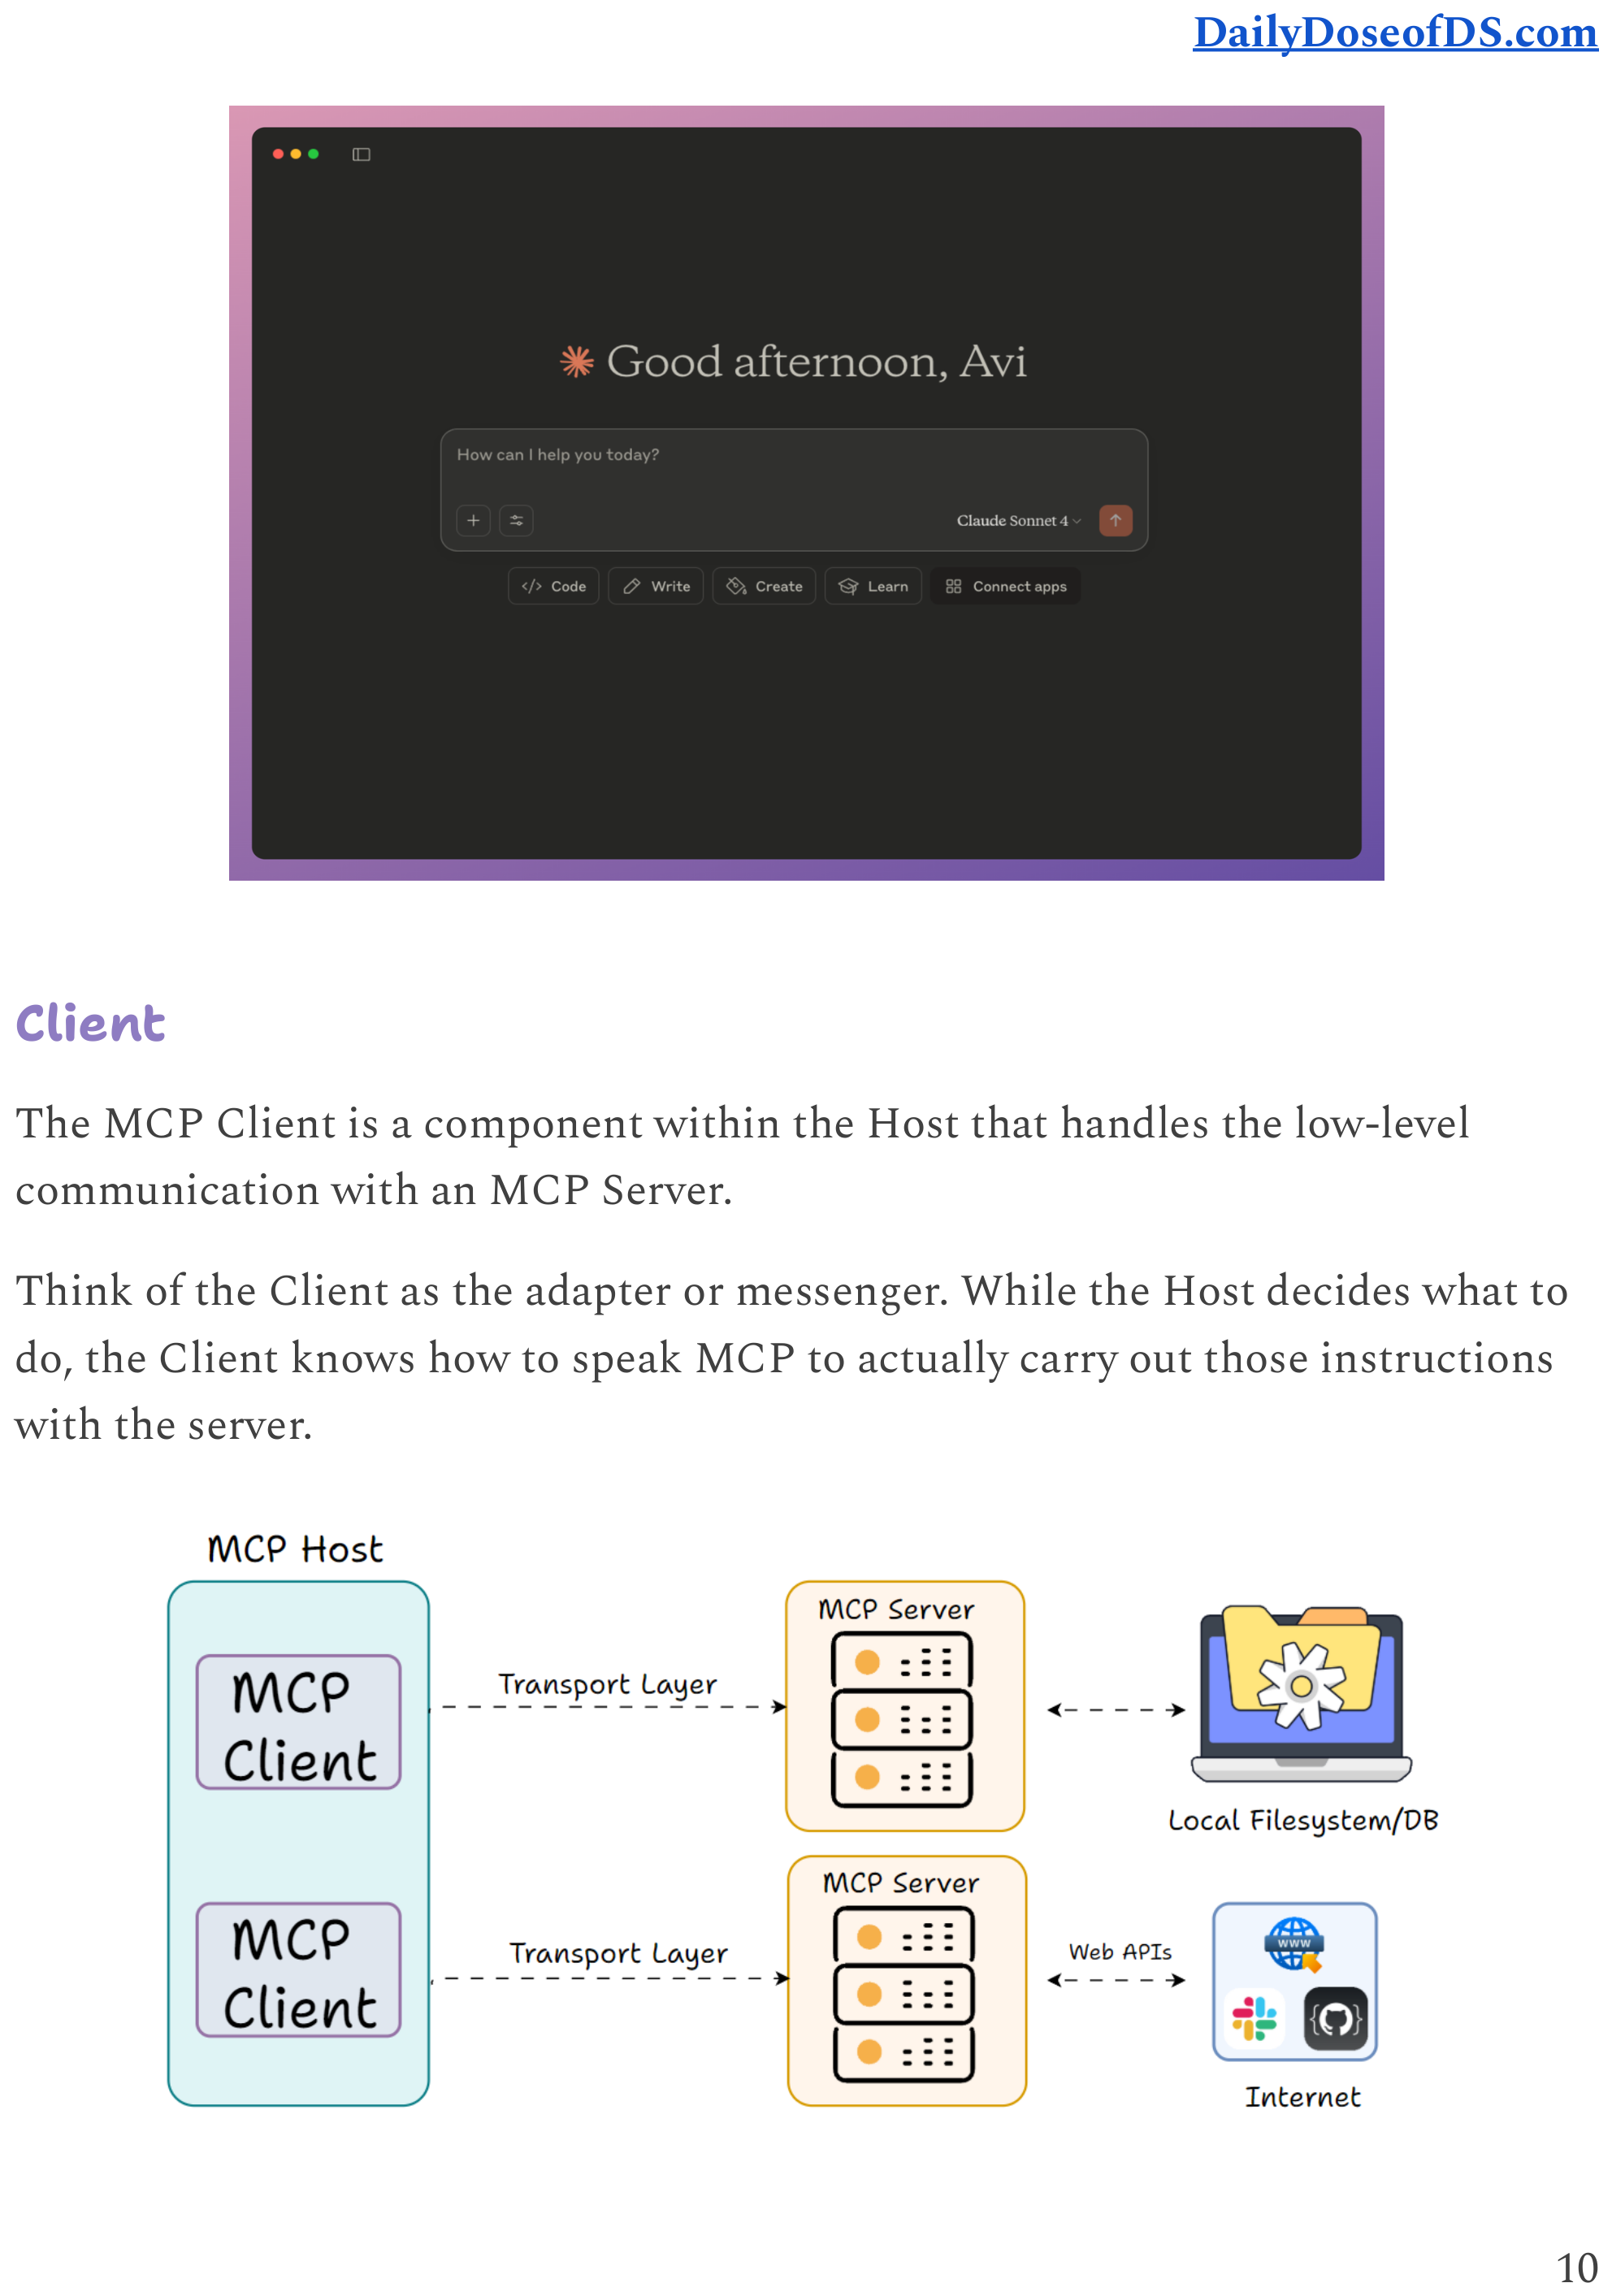 DailyDoseofDS.com
Good afternoon, Avi
How can I help you today?
Claude Sonnet 4
Code
Write
Create
Learn
Connect apps
Client
The MCP Client is a component within the Host that handles the low-level
communication with an MCP Server.
Think of the Client as the adapter or messenger. While the Host decides what to
do, the Client knows how to speak MCP to actually carry out those instructions
with the server.
MCP Host
MCP
Client
Transport Layer
MCP Server
Local Filesystem/DB
MCP
Client
Transport Layer
MCP Server
Web APIs
WWW
Internet
10